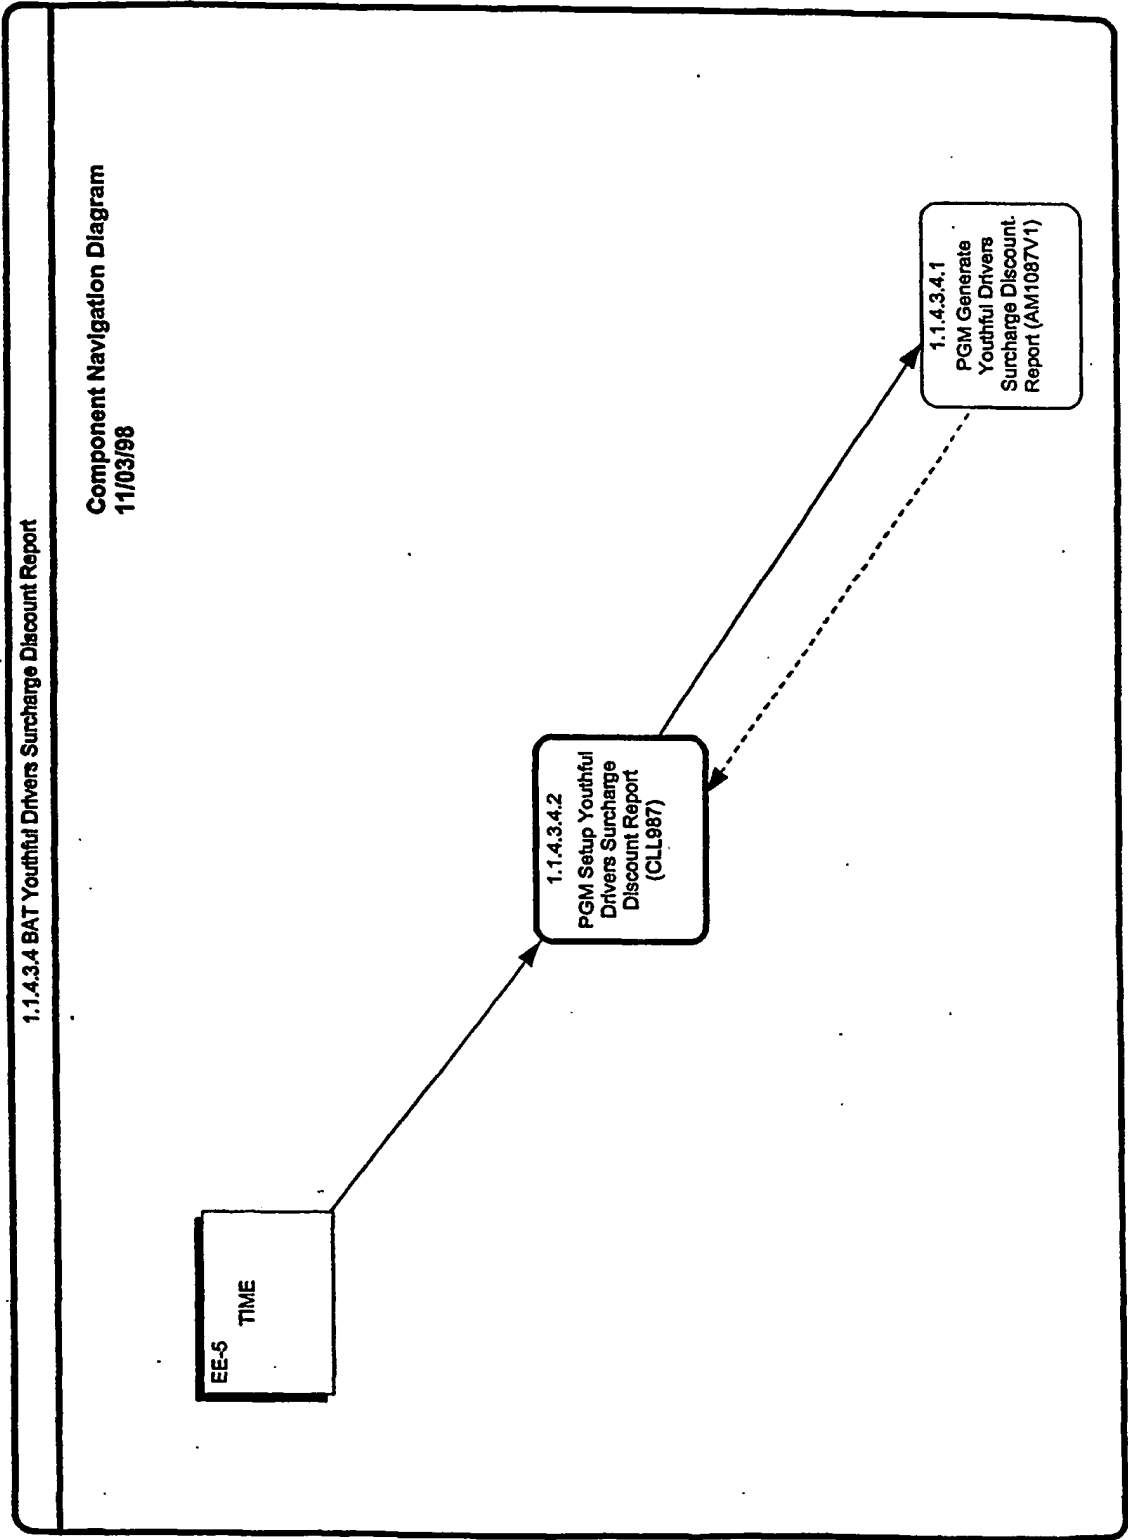 1.1.4.3.4 BAT Youthful Drivers Surcharge Discount Report
Component Navigation Diagram
11/03/98
EE-5
TIME
1.1.4.3.4.2
PGM Setup Youthful
Drivers Surcharge
Discount Report
(CLL987)
1.1.4.3.4.1
PGM Generate
Youthful Drivers
Surcharge Discount
Report (AM1087V1)